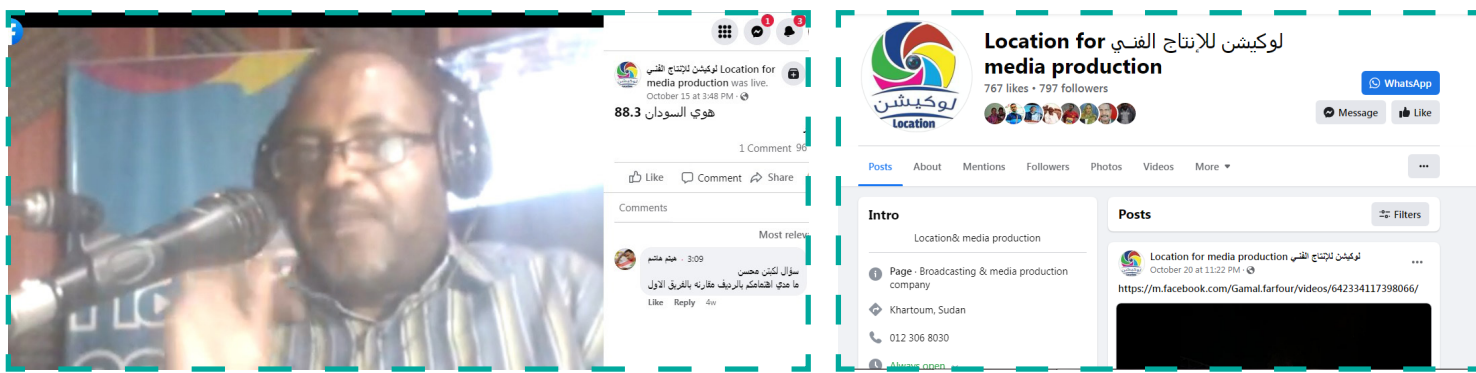 1
3
لوكيشن للإنتاج الفني Location for
media production was live.
October 15 at 3:48 PM ·
هوي السودان 88.3
1 Comment 96
Like Comment Share
Comments
Most relev
هيثم هاشم · 3:09
سؤال لكبتن محسن
ما مدي اهتمامكم بالرديف مقارنه بالفريق الاول
Like Reply 4w
لوكيشن
Location
Location for لوكيشن للإنتاج الفني
media production
767 likes • 797 followers
WhatsApp
Message Like
Posts About Mentions Followers Photos Videos More
Intro
Location& media production
Page · Broadcasting & media production
company
Khartoum, Sudan
012 306 8030
Always open
Posts
Filters
Location for media production لوكيشن للإنتاج الفني
October 20 at 11:22 PM ·
https://m.facebook.com/Gamal.farfour/videos/642334117398066/